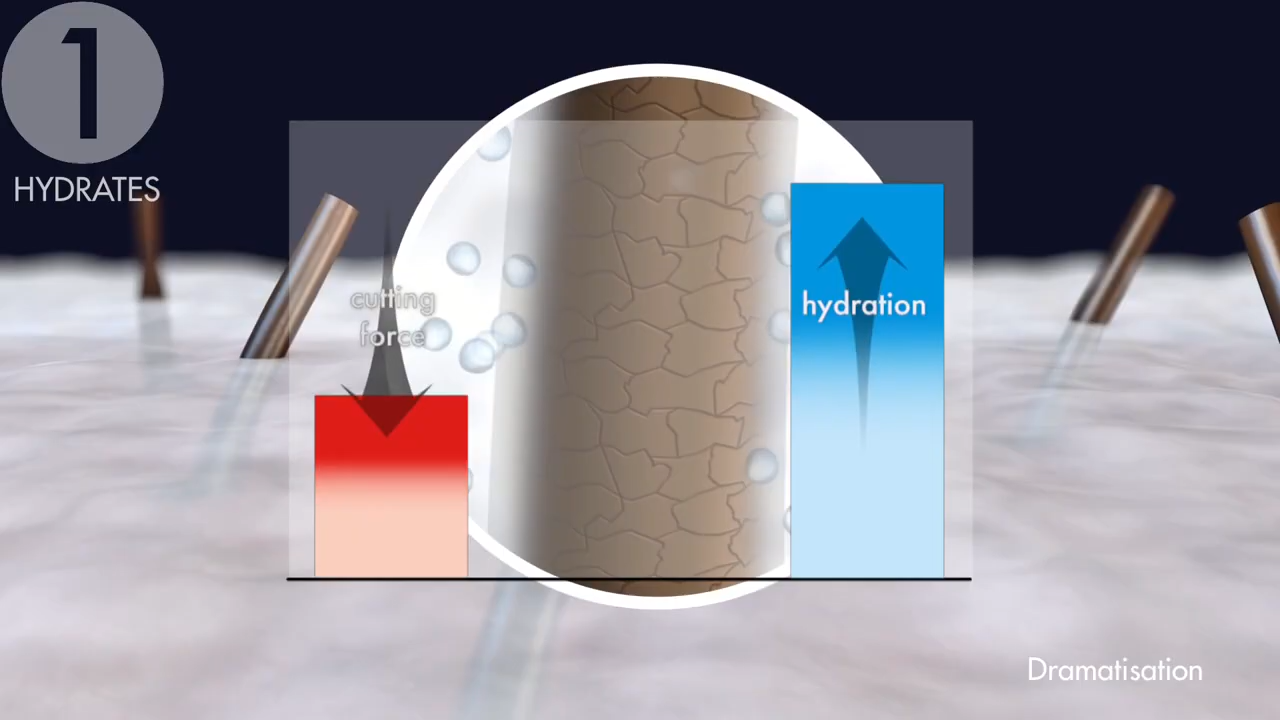 1
HYDRATES
cutting
force
hydration
Dramatisation